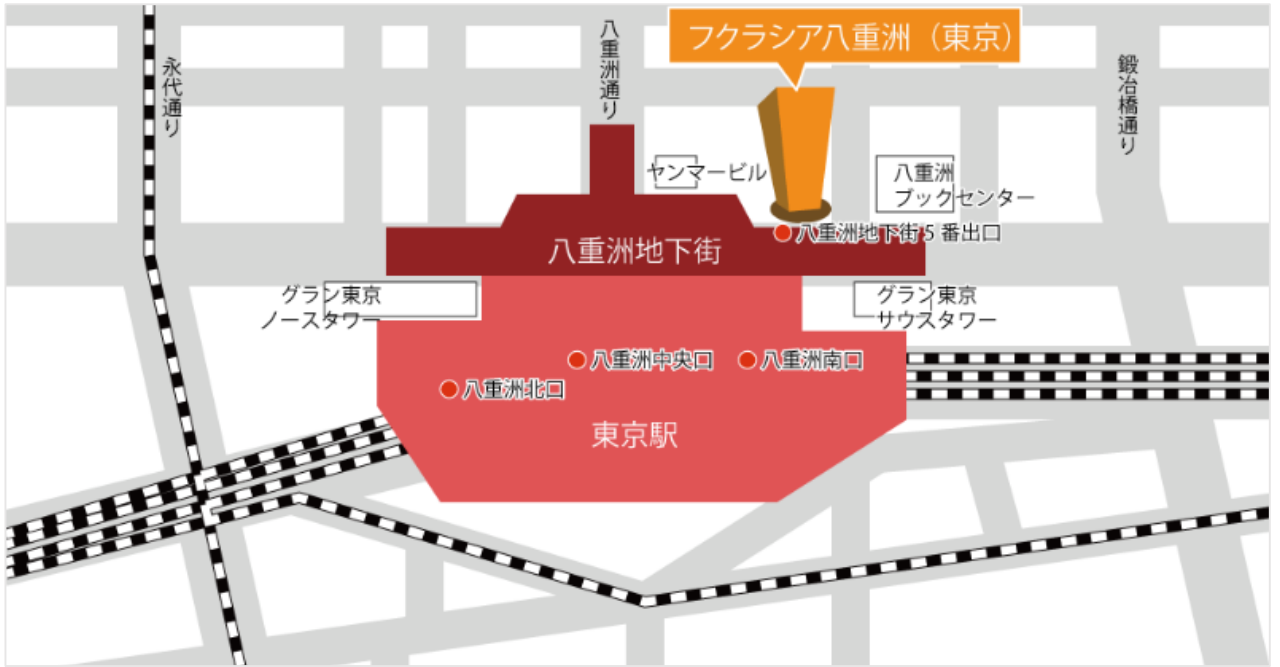 フクラシア八重洲（東京）
八重洲通り
永代通り
鍛冶橋通り
ヤンマービル
八重洲
ブックセンター
八重洲地下街5番出口
八重洲地下街
グラン東京
ノースタワー
グラン東京
サウスタワー
八重洲中央口
八重洲南口
八重洲北口
東京駅